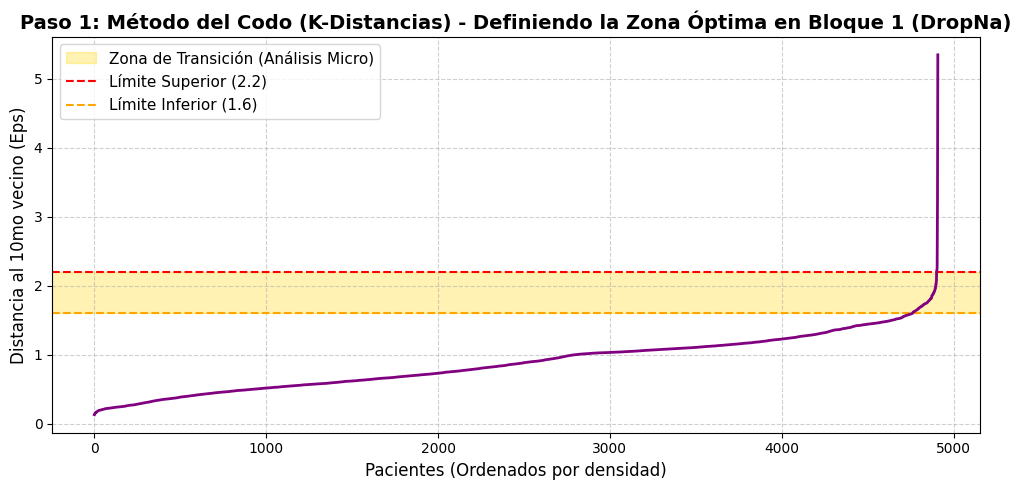 Paso 1: Método del Codo (K-Distancias) - Definiendo la Zona Óptima en Bloque 1 (DropNa)
Zona de Transición (Análisis Micro)
Límite Superior (2.2)
Límite Inferior (1.6)
Distancia al 10mo vecino (Eps)
5
4
3
2
1
0
0 1000 2000 3000 4000 5000
Pacientes (Ordenados por densidad)